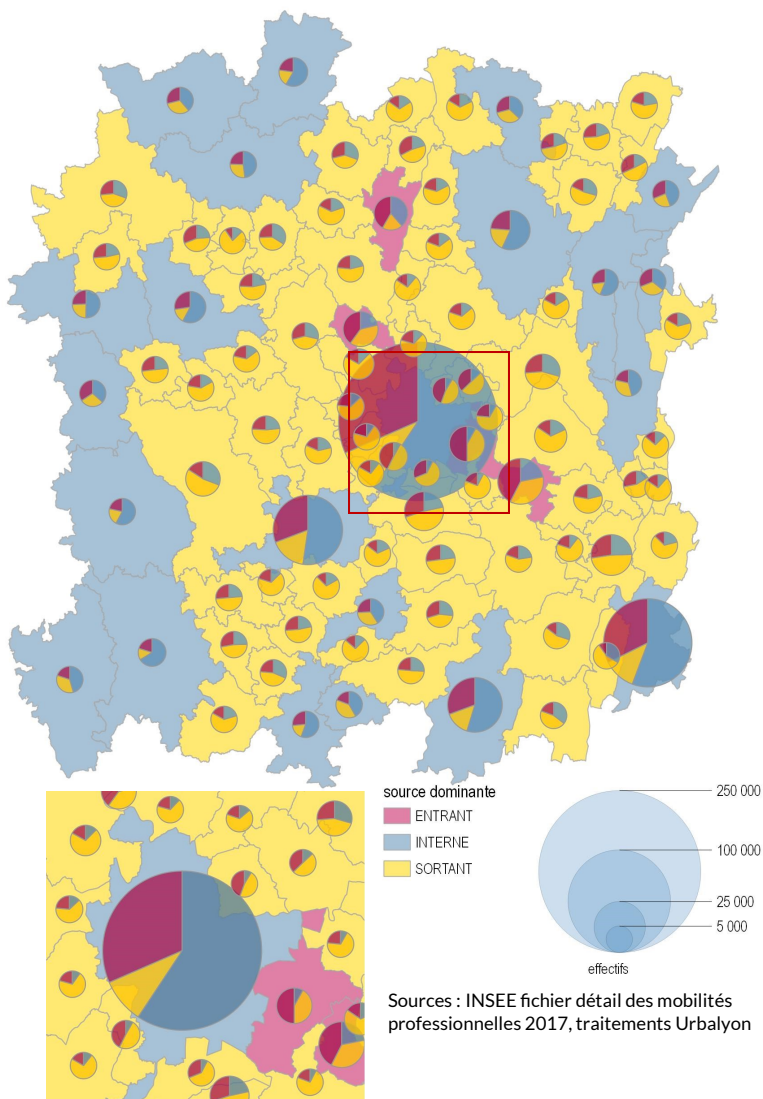 source dominante
ENTRANT
INTERNE
SORTANT
250 000
100 000
25 000
5 000
effectifs
Sources : INSEE fichier détail des mobilités
professionnelles 2017, traitements Urbalyon